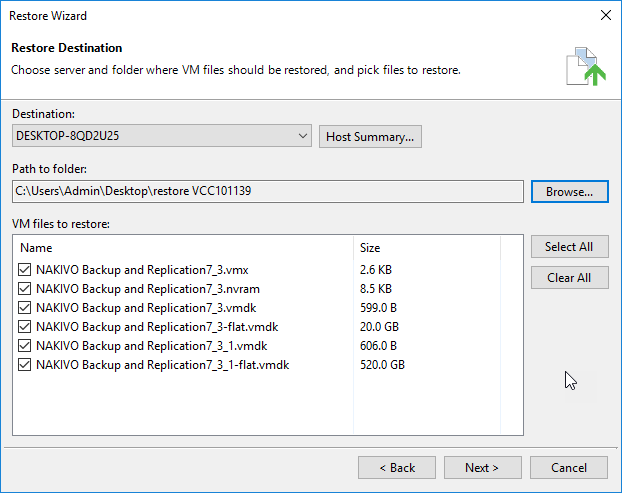 Restore Wizard
Restore Destination
Choose server and folder where VM files should be restored, and pick files to restore.
Destination:
DESKTOP-8QD2U25
Host Summary...
Path to folder:
C:\Users\Admin\Desktop\restore VCC101139
Browse...
VM files to restore:
Name Size
NAKIVO Backup and Replication7_3.vmx 2.6 KB
NAKIVO Backup and Replication7_3.nvram 8.5 KB
NAKIVO Backup and Replication7_3.vmdk 599.0 B
NAKIVO Backup and Replication7_3-flat.vmdk 20.0 GB
NAKIVO Backup and Replication7_3_1.vmdk 606.0 B
NAKIVO Backup and Replication7_3_1-flat.vmdk 520.0 GB
Select All
Clear All
< Back Next > Cancel